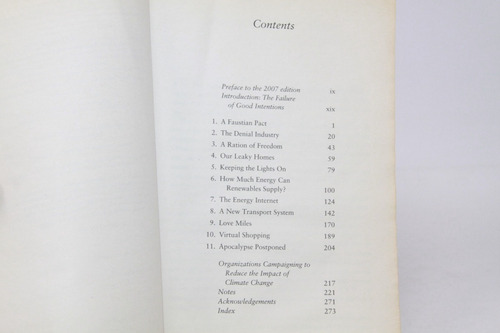 Contents
Preface to the 2007 edition ix
Introduction: The Failure
of Good Intentions xix
1. A Faustian Pact 1
2. The Denial Industry 20
3. A Ration of Freedom 43
4. Our Leaky Homes 59
5. Keeping the Lights On 79
6. How Much Energy Can
Renewables Supply? 100
7. The Energy Internet 124
8. A New Transport System 142
9. Love Miles 170
10. Virtual Shopping 189
11. Apocalypse Postponed 204
Organizations Campaigning to
Reduce the Impact of
Climate Change 217
Notes 221
Acknowledgements 271
Index 273